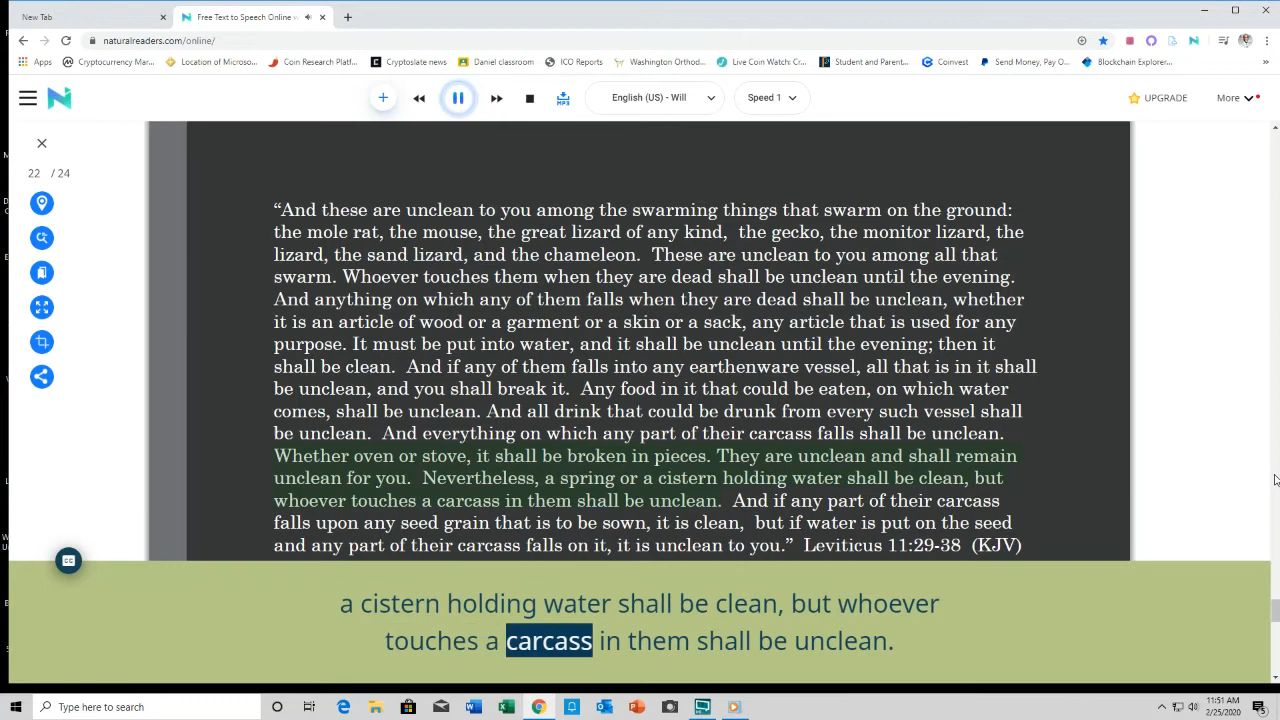 New Tab
Free Text to Speech Online w
naturalreaders.com/online/
Apps
Cryptocurrency Mar...
Location of Microso...
Coin Research Platf...
Cryptoslate news
Daniel classroom
ICO Reports
Washington Orthod...
Live Coin Watch: Cr...
Student and Parent...
Coinvest
Send Money, Pay O...
Blockchain Explorer...
»
MP3
English (US) - Will
Speed 1
UPGRADE
More
22 / 24
“And these are unclean to you among the swarming things that swarm on the ground:
the mole rat, the mouse, the great lizard of any kind, the gecko, the monitor lizard, the
lizard, the sand lizard, and the chameleon. These are unclean to you among all that
swarm. Whoever touches them when they are dead shall be unclean until the evening.
And anything on which any of them falls when they are dead shall be unclean, whether
it is an article of wood or a garment or a skin or a sack, any article that is used for any
purpose. It must be put into water, and it shall be unclean until the evening; then it
shall be clean. And if any of them falls into any earthenware vessel, all that is in it shall
be unclean, and you shall break it. Any food in it that could be eaten, on which water
comes, shall be unclean. And all drink that could be drunk from every such vessel shall
be unclean. And everything on which any part of their carcass falls shall be unclean.
Whether oven or stove, it shall be broken in pieces. They are unclean and shall remain
unclean for you. Nevertheless, a spring or a cistern holding water shall be clean, but
whoever touches a carcass in them shall be unclean. And if any part of their carcass
falls upon any seed grain that is to be sown, it is clean, but if water is put on the seed
and any part of their carcass falls on it, it is unclean to you.” Leviticus 11:29-38 (KJV)
CC
a cistern holding water shall be clean, but whoever
touches a carcass in them shall be unclean.
Type here to search
11:51 AM
2/25/2020